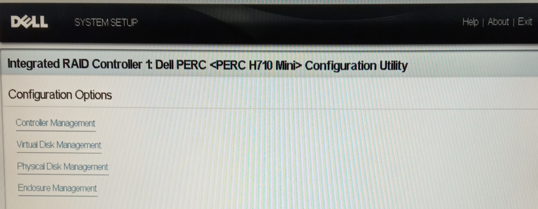 DELL SYSTEM SETUP Help | About | Exit
Integrated RAID Controller 1: Dell PERC <PERC H710 Mini> Configuration Utility
Configuration Options
Controller Management
Virtual Disk Management
Physical Disk Management
Enclosure Management